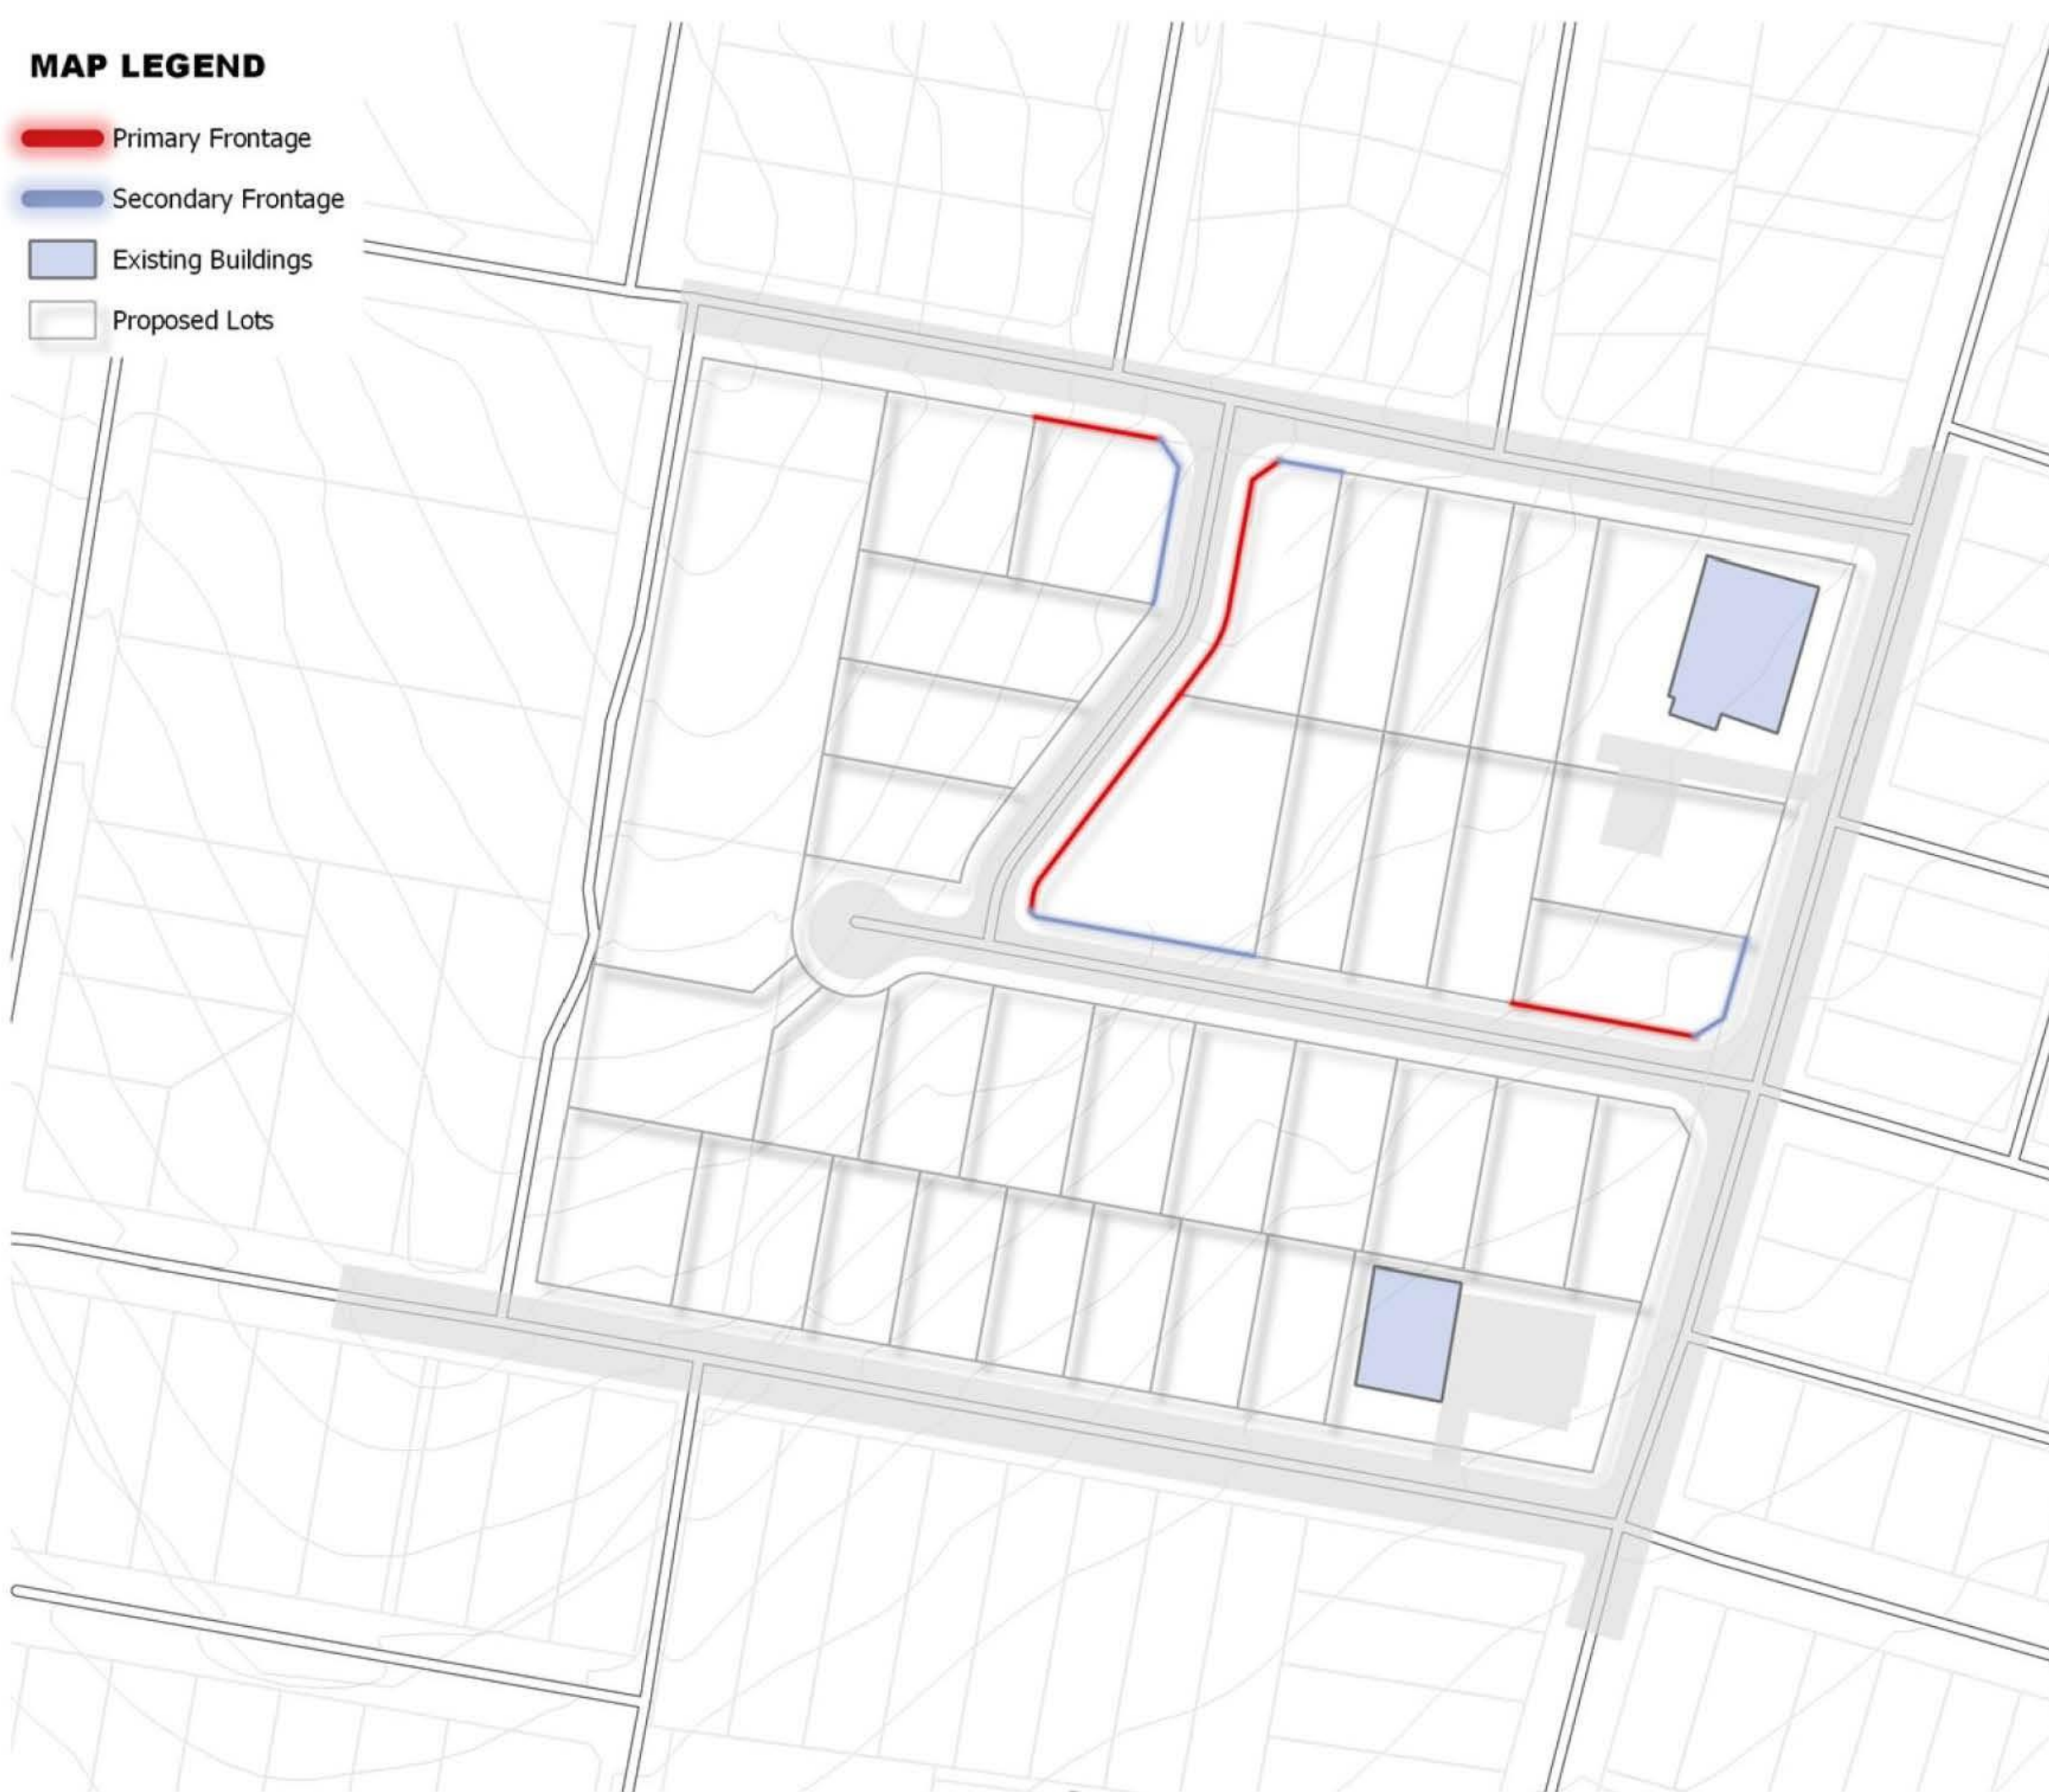 MAP LEGEND
Primary Frontage
Secondary Frontage
Existing Buildings
Proposed Lots